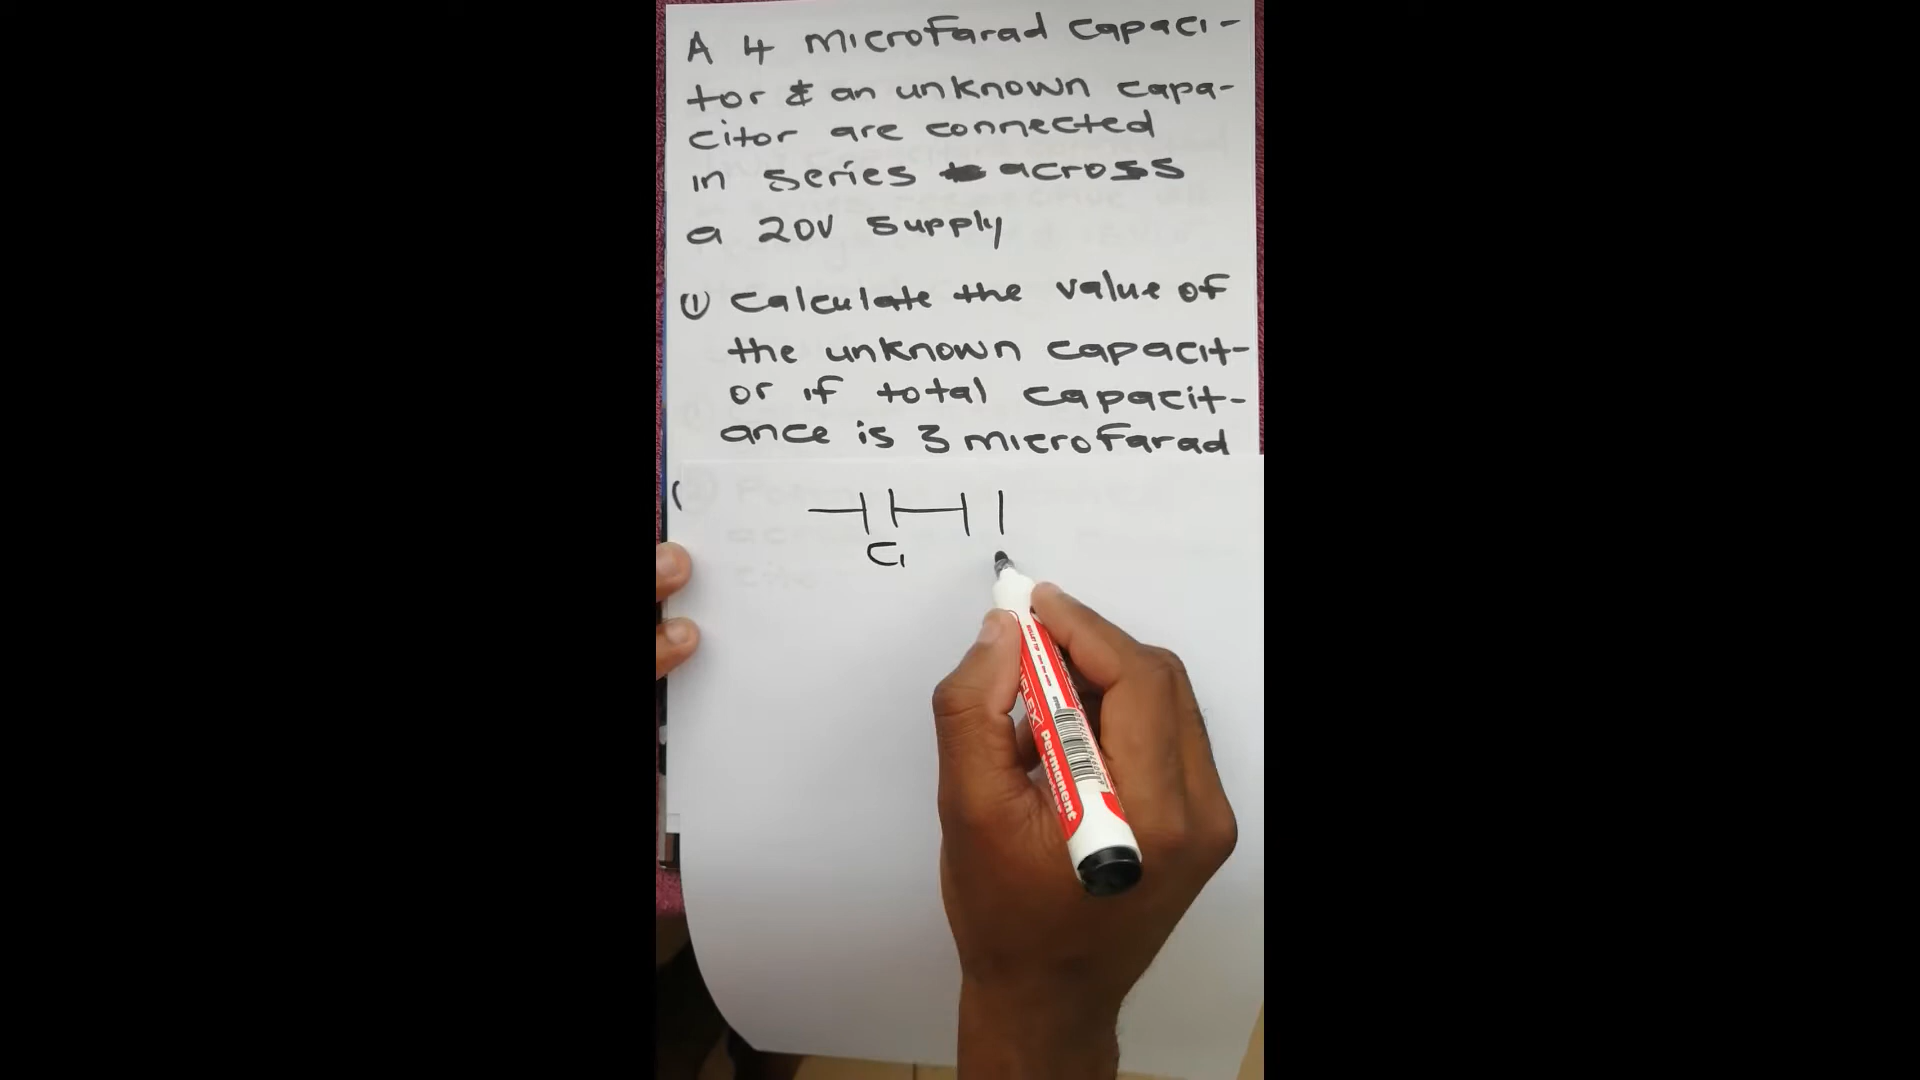 A 4 microfarad capaci-
tor & an unknown capa-
citor are connected
in series across
a 20V supply
① Calculate the value of
the unknown capacit-
or if total capacit-
ance is 3 microfarad
C1
Permanent